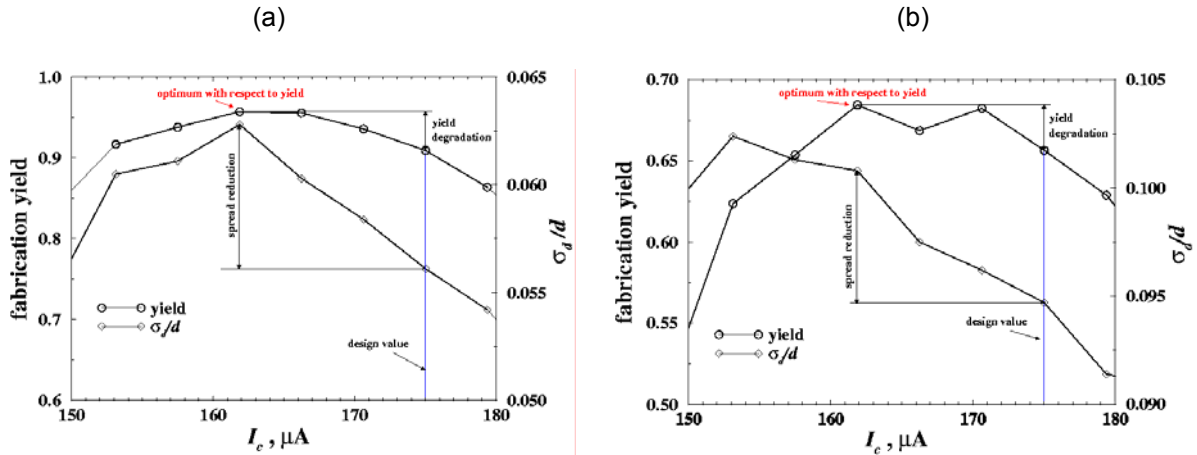 (a)
(b)
1.0
0.9
0.8
0.7
0.6
fabrication yield
optimum with respect to yield
yield
degradation
spread reduction
yield
σd/d
design value
0.065
0.060
0.055
0.050
σd/d
150
160
170
180
Ic , μA
0.70
0.65
0.60
0.55
0.50
fabrication yield
optimum with respect to yield
yield
degradation
spread reduction
yield
σd/d
design value
0.105
0.100
0.095
0.090
σd/d
150
160
170
180
Ic , μA